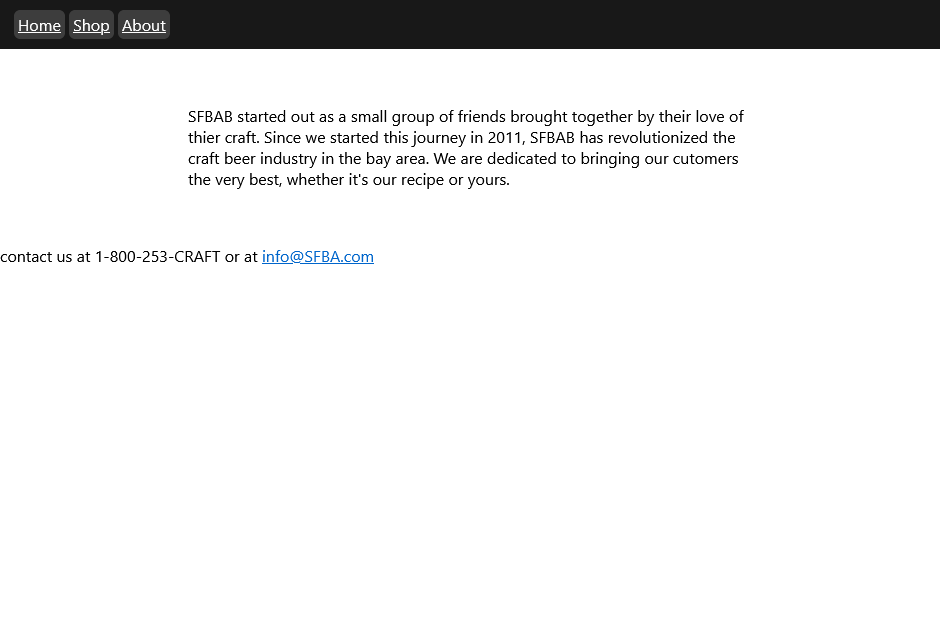 Home Shop About
SFBAB started out as a small group of friends brought together by their love of
thier craft. Since we started this journey in 2011, SFBAB has revolutionized the
craft beer industry in the bay area. We are dedicated to bringing our cutomers
the very best, whether it's our recipe or yours.
contact us at 1-800-253-CRAFT or at info@SFBA.com